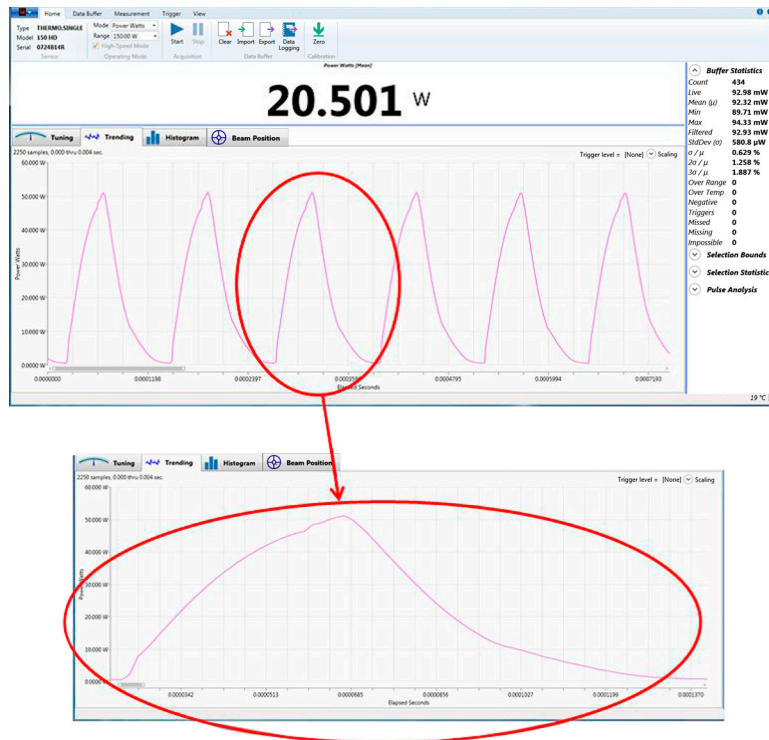 Home Data Buffer Measurement Trigger View
Type THERMO:SINGLE
Model 150 HD
Serial 0724B14R
Sensor
Mode Power Watts
Range 150.00 W
High-Speed Mode
Operating Mode
Start Stop
Acquisition
Clear Import Export Data Logging
Data Buffer
Zero
Calibration
Power Watts [Mean]
20.501 W
Tuning Trending Histogram Beam Position
2250 samples, 0.000 thru 0.004 sec.
Trigger level = [None] Scaling
60.000 W
50.000 W
40.000 W
30.000 W
20.000 W
10.000 W
0.0000 W
Power Watts
0.0000000 0.0001198 0.0002397 0.0003596 0.0004795 0.0005994 0.0007193
Elapsed Seconds
Buffer Statistics
Count 434
Live 92.98 mW
Mean (μ) 92.32 mW
Min 89.71 mW
Max 94.33 mW
Filtered 92.93 mW
StdDev (σ) 580.8 μW
σ / μ 0.629 %
2σ / μ 1.258 %
3σ / μ 1.887 %
Over Range 0
Over Temp 0
Negative 0
Triggers 0
Missed 0
Missing 0
Impossible 0
Selection Bounds
Selection Statistic
Pulse Analysis
19 °C
Tuning Trending Histogram Beam Position
2250 samples, 0.000 thru 0.004 sec.
Trigger level = [None] Scaling
60.000 W
50.000 W
40.000 W
30.000 W
20.000 W
10.000 W
0.0000 W
Power Watts
0.0000342 0.0000513 0.0000685 0.0000856 0.0001027 0.0001199 0.0001370
Elapsed Seconds